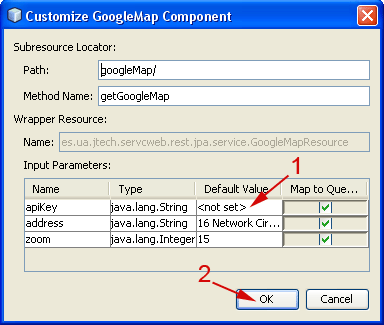 Customize GoogleMap Component
Subresource Locator:
Path: googleMap/
Method Name: getGoogleMap
Wrapper Resource:
Name: es.ua.jtech.servcweb.rest.jpa.service.GoogleMapResource
Input Parameters:
1
Name Type Default Value Map to Que...
apiKey java.lang.String <not set>
address java.lang.String 16 Network Cir...
zoom java.lang.Integer 15
2 OK Cancel